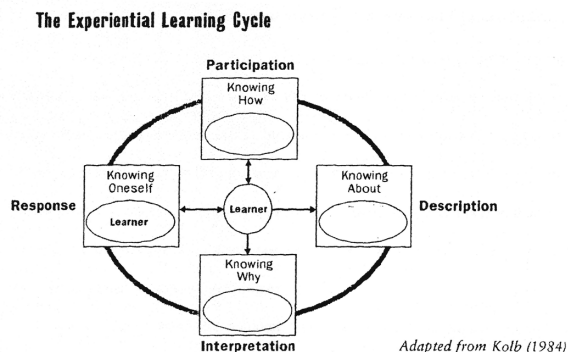 The Experiential Learning Cycle
Participation
Knowing
How
Knowing
Oneself
Learner
Response
Learner
Knowing
About
Description
Knowing
Why
Interpretation
Adapted from Kolb (1984)